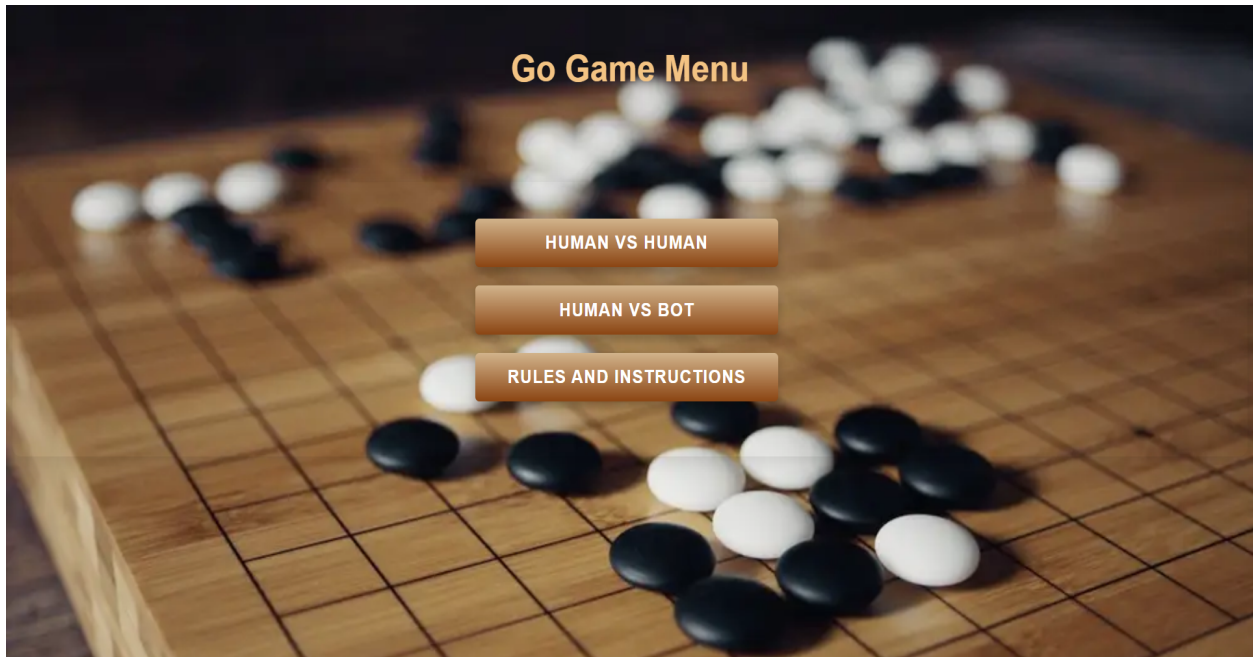 Go Game Menu
HUMAN VS HUMAN
HUMAN VS BOT
RULES AND INSTRUCTIONS